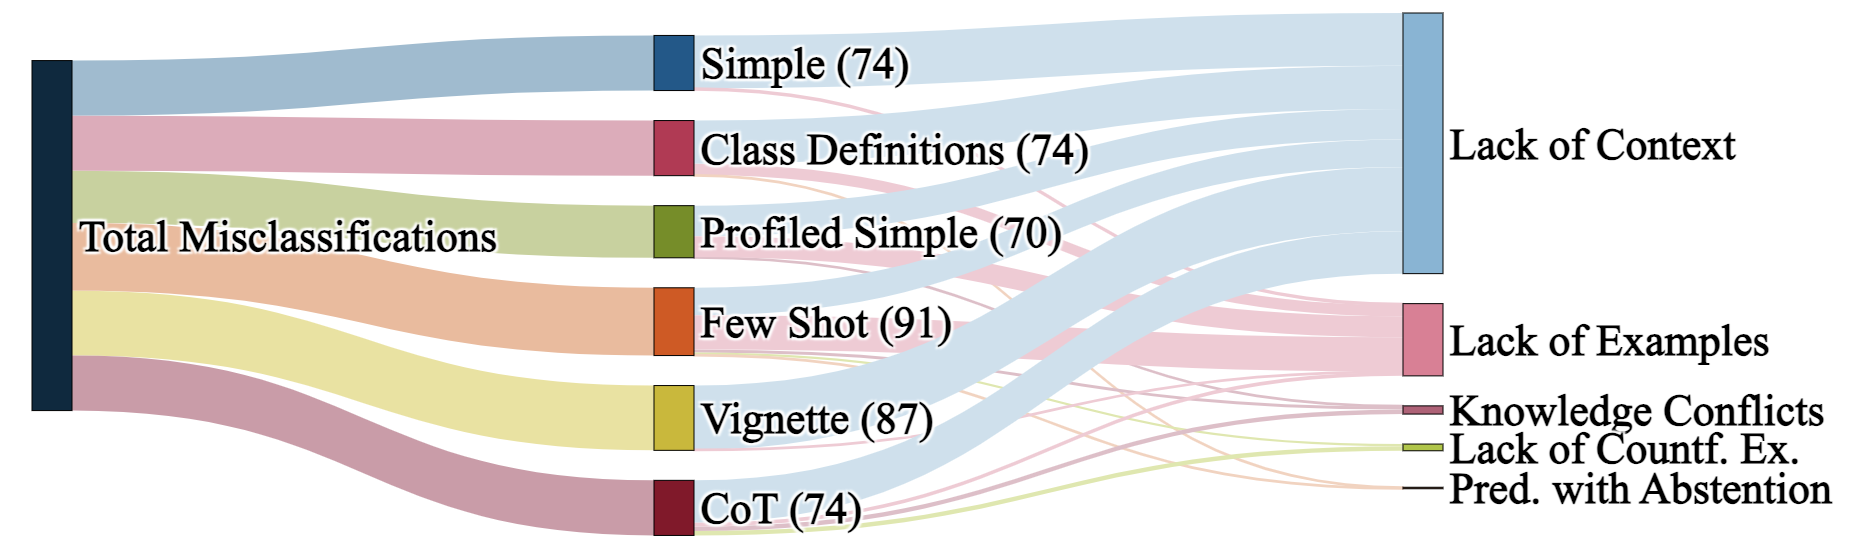 Total Misclassifications
Simple (74)
Class Definitions (74)
Profiled Simple (70)
Few Shot (91)
Vignette (87)
CoT (74)
Lack of Context
Lack of Examples
Knowledge Conflicts
Lack of Countf. Ex.
Pred. with Abstention